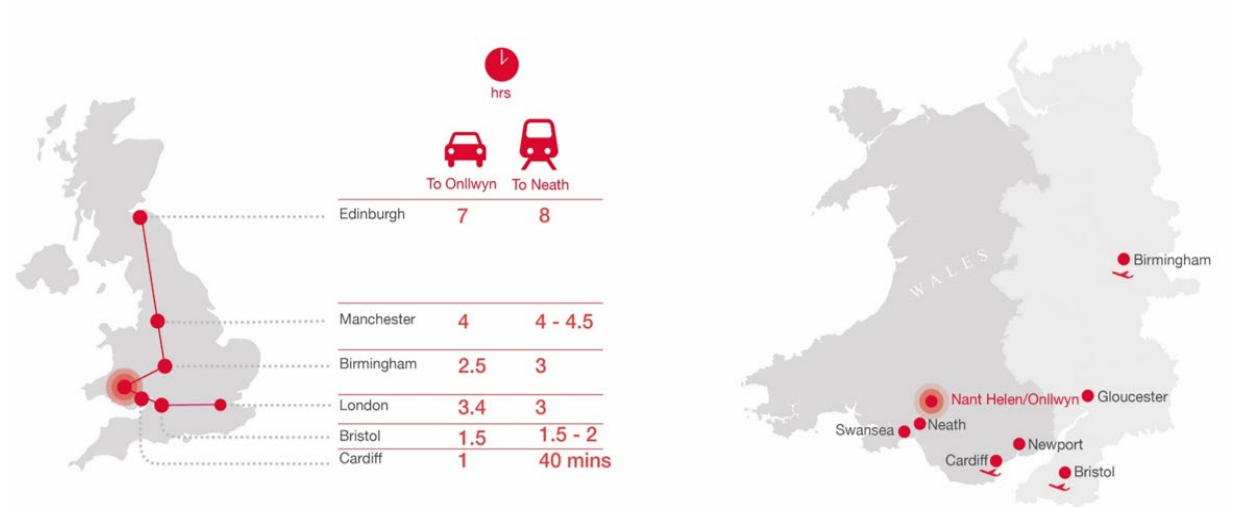 hrs
To Onllwyn To Neath
Edinburgh 7 8
Manchester 4 4 - 4.5
Birmingham 2.5 3
London 3.4 3
Bristol 1.5 1.5 - 2
Cardiff 1 40 mins
WALES
Birmingham
Nant Helen/Onllwyn
Gloucester
Swansea
Neath
Newport
Cardiff
Bristol